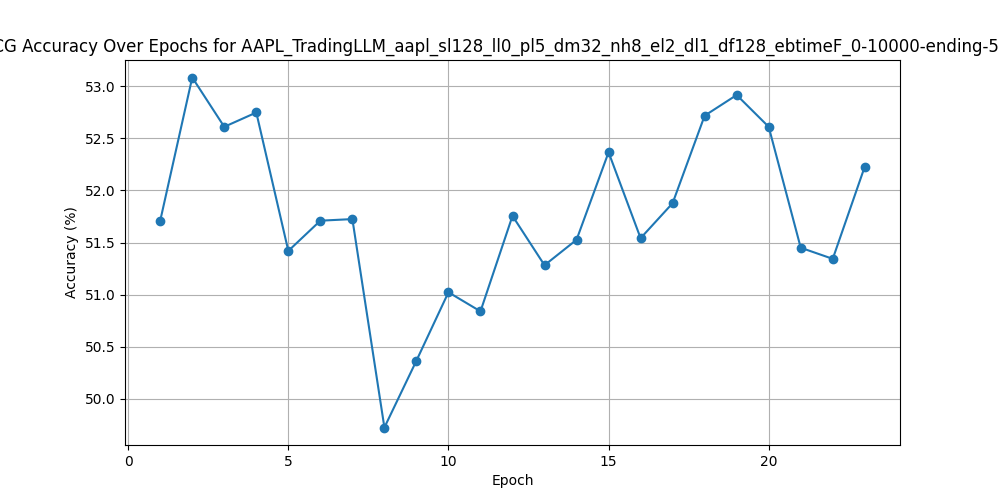 CG Accuracy Over Epochs for AAPL_TradingLLM_aapl_sl128_ll0_pl5_dm32_nh8_el2_dl1_df128_ebtimeF_0-10000-ending-5
Accuracy (%)
53.0
52.5
52.0
51.5
51.0
50.5
50.0
0 5 10 15 20
Epoch